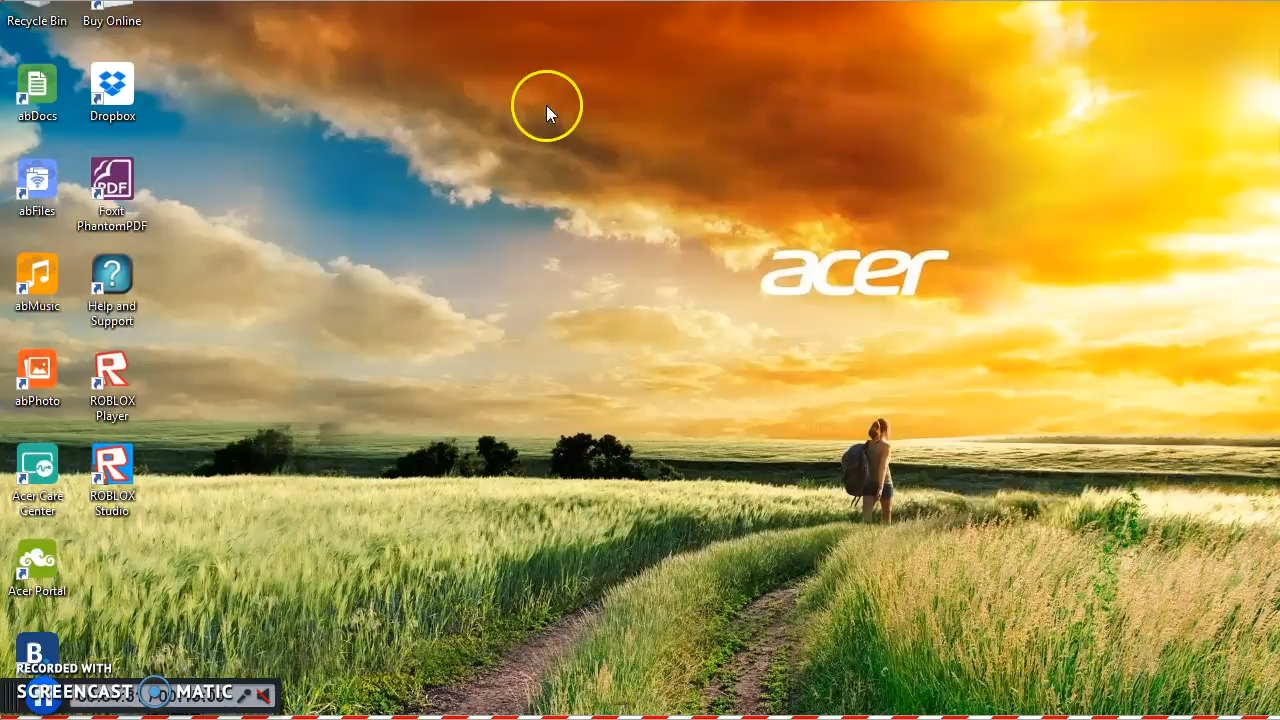 Recycle Bin
Buy Online
abDocs
Dropbox
abFiles
PDF
Foxit
PhantomPDF
abMusic
?
Help and
Support
abPhoto
R
ROBLOX
Player
Acer Care
Center
R
ROBLOX
Studio
Acer Portal
B.
acer
RECORDED WITH
SCREENCAST MATIC